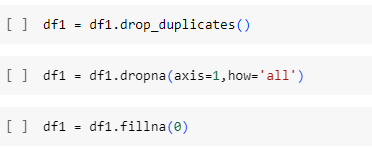 [ ] df1 = df1.drop_duplicates()
[ ] df1 = df1.dropna(axis=1,how='all')
[ ] df1 = df1.fillna(0)